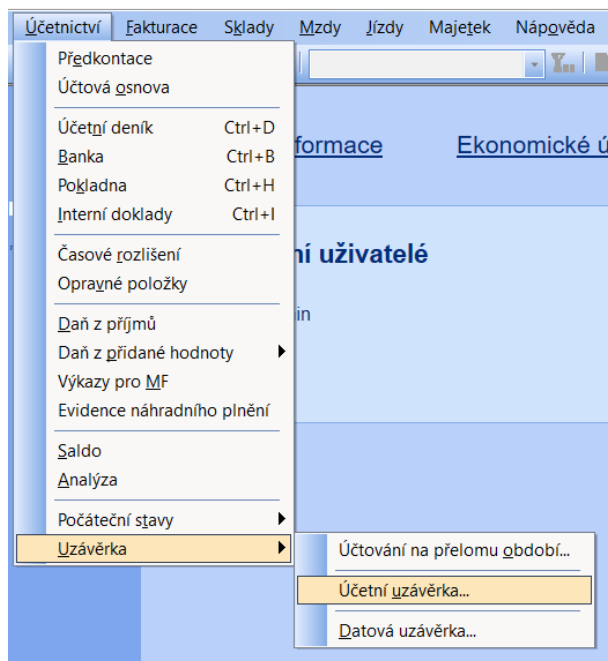 Účetnictví Fakturace Sklady Mzdy Jízdy Majetek Nápověda
Předkontace
Účtová osnova
Účetní deník Ctrl+D
Banka Ctrl+B
Pokladna Ctrl+H
Interní doklady Ctrl+I
Časové rozlišení
Opravné položky
Daň z příjmů
Daň z přidané hodnoty
Výkazy pro MF
Evidence náhradního plnění
Saldo
Analýza
Počáteční stavy
Uzávěrka
formace Ekonomické ú
ní uživatelé
in
Účtování na přelomu období...
Účetní uzávěrka...
Datová uzávěrka...